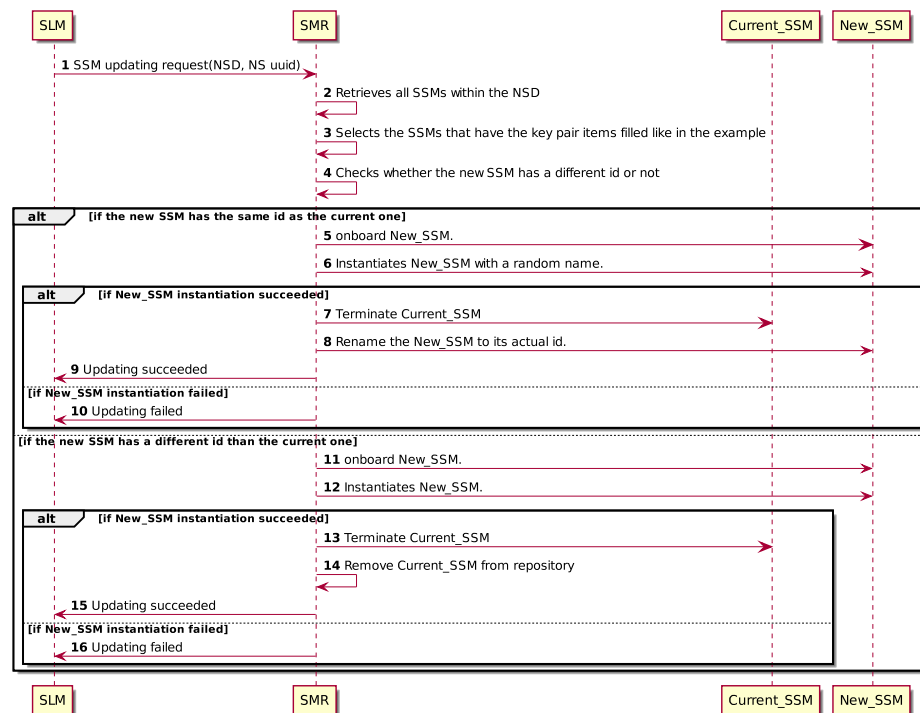 SLM SMR Current_SSM New_SSM
1 SSM updating request(NSD, NS uuid)
2 Retrieves all SSMs within the NSD
3 Selects the SSMs that have the key pair items filled like in the example
4 Checks whether the new SSM has a different id or not
alt [if the new SSM has the same id as the current one]
5 onboard New_SSM.
6 Instantiates New_SSM with a random name.
alt [if New_SSM instantiation succeeded]
7 Terminate Current_SSM
8 Rename the New_SSM to its actual id.
9 Updating succeeded
[if New_SSM instantiation failed]
10 Updating failed
[if the new SSM has a different id than the current one]
11 onboard New_SSM.
12 Instantiates New_SSM.
alt [if New_SSM instantiation succeeded]
13 Terminate Current_SSM
14 Remove Current_SSM from repository
15 Updating succeeded
[if New_SSM instantiation failed]
16 Updating failed
SLM SMR Current_SSM New_SSM